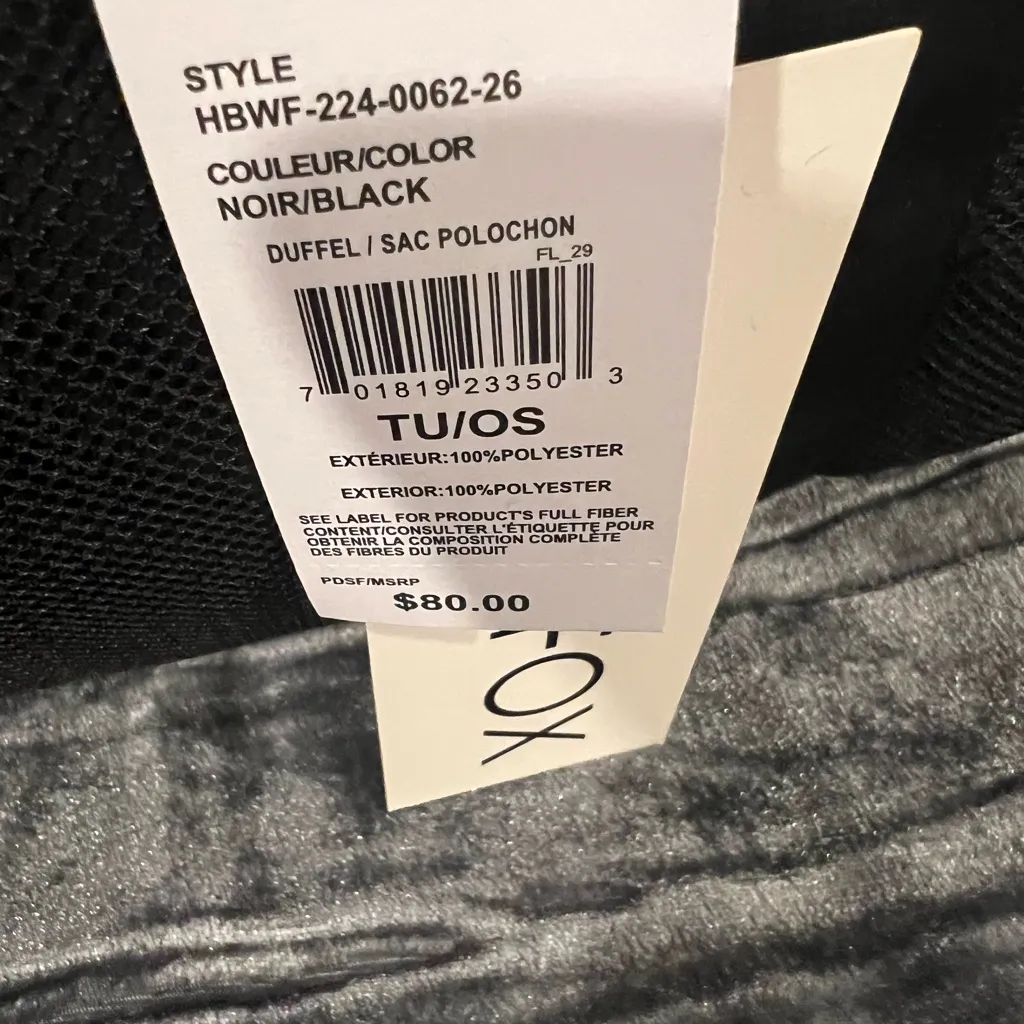 STYLE
HBWF-224-0062-26
COULEUR/COLOR
NOIR/BLACK
DUFFEL / SAC POLOCHON
FL_29
7 01819 23350 3
TU/OS
EXTÉRIEUR:100%POLYESTER
EXTERIOR:100%POLYESTER
SEE LABEL FOR PRODUCT'S FULL FIBER
CONTENT/CONSULTER L'ÉTIQUETTE POUR
OBTENIR LA COMPOSITION COMPLÈTE
DES FIBRES DU PRODUIT
PDSF/MSRP
$80.00